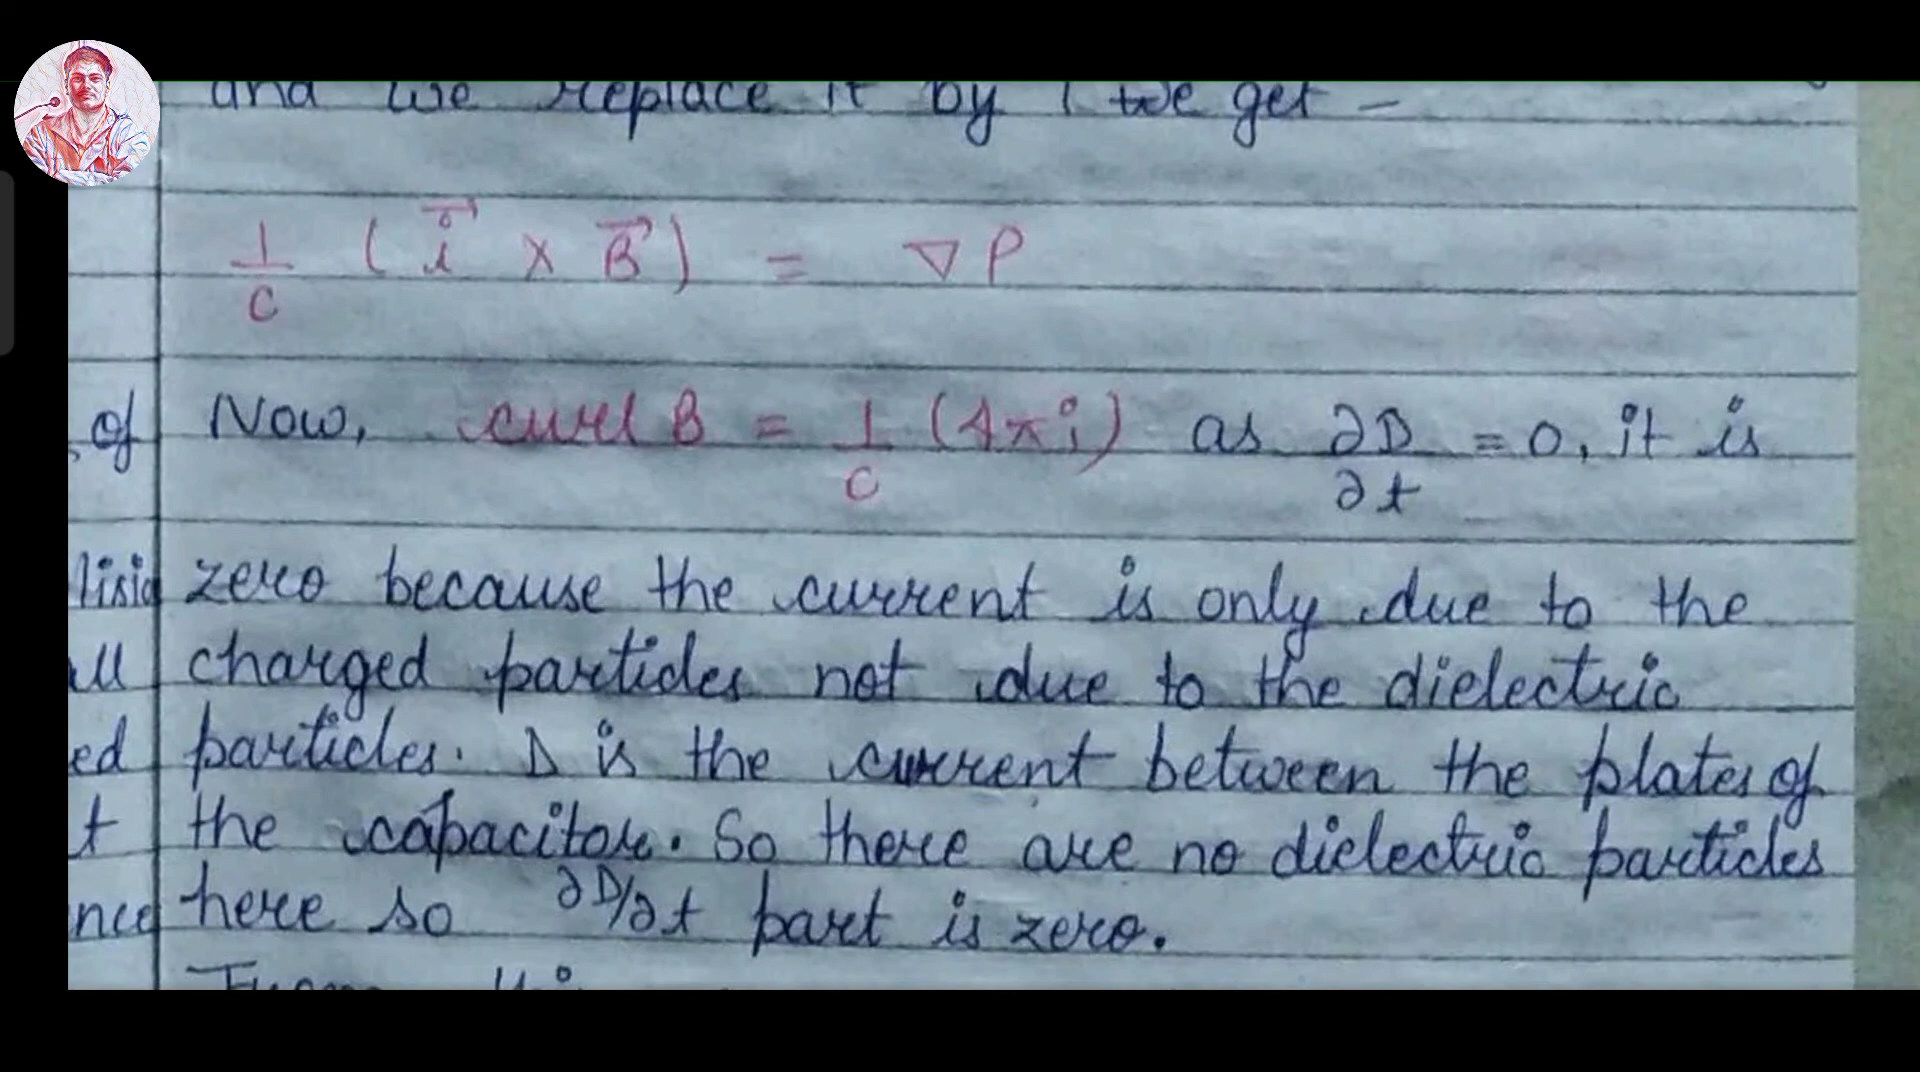 and we replace it by i we get –
1/c ( i⃗ × B⃗ ) = ∇P
of Now, curl B = 1/c (4πi) as ∂D/∂t = 0, it is
zero because the current is only due to the
charged particles not due to the dielectric
ed particles. D is the current between the plates of
t the capacitor. So there are no dielectric particles
here so ∂D/∂t part is zero.